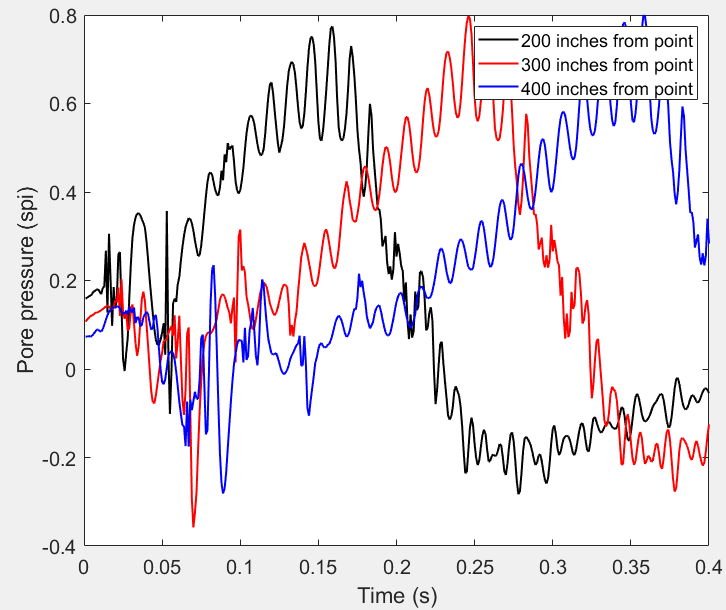 0.8
0.6
0.4
0.2
0
-0.2
-0.4
Pore pressure (spi)
200 inches from point
300 inches from point
400 inches from point
0 0.05 0.1 0.15 0.2 0.25 0.3 0.35 0.4
Time (s)